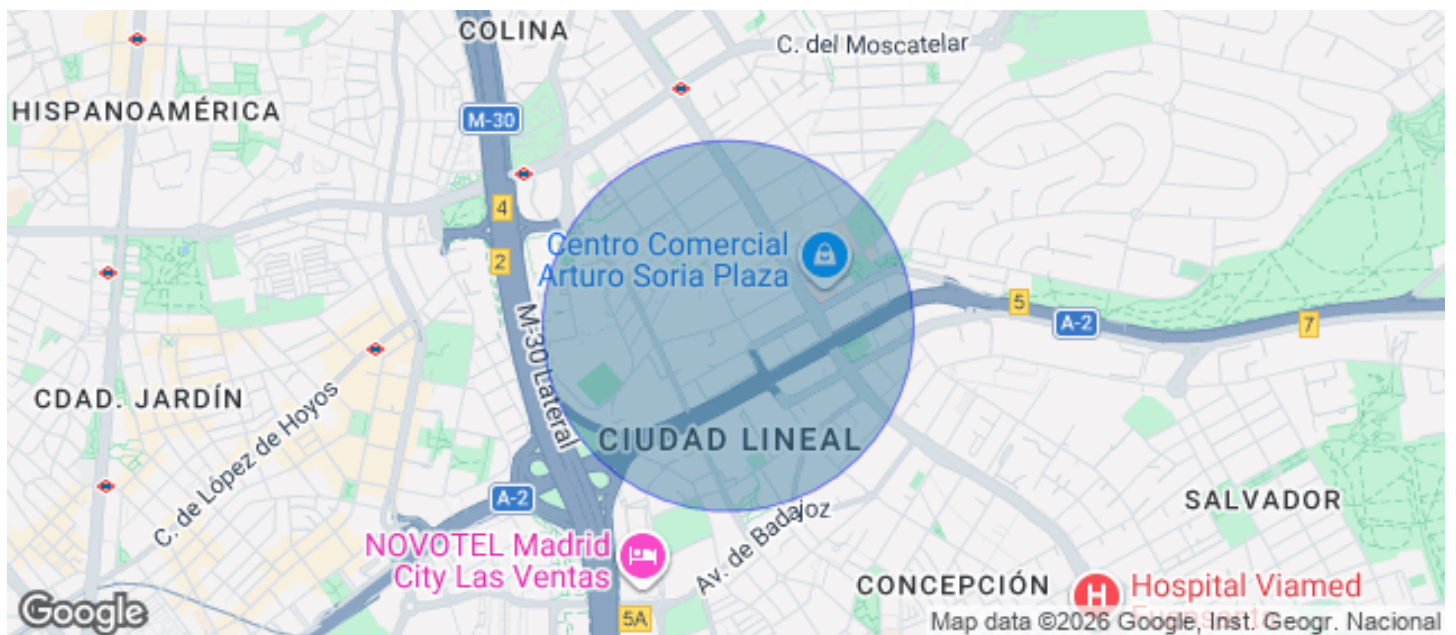 COLINA
C. del Moscatelar
HISPANOAMÉRICA
M-30
4
2
Centro Comercial
Arturo Soria Plaza
M-30 Lateral
5
A-2
7
CDAD. JARDÍN
C. de López de Hoyos
CIUDAD LINEAL
A-2
SALVADOR
Av. de Badajoz
NOVOTEL Madrid
City Las Ventas
CONCEPCIÓN
H
Hospital Viamed
5A
Google
Map data ©2026 Google, Inst. Geogr. Nacional